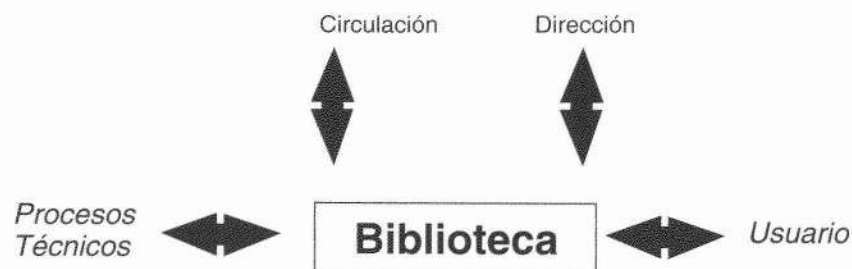 Circulación Dirección
Procesos
Técnicos
Biblioteca
Usuario